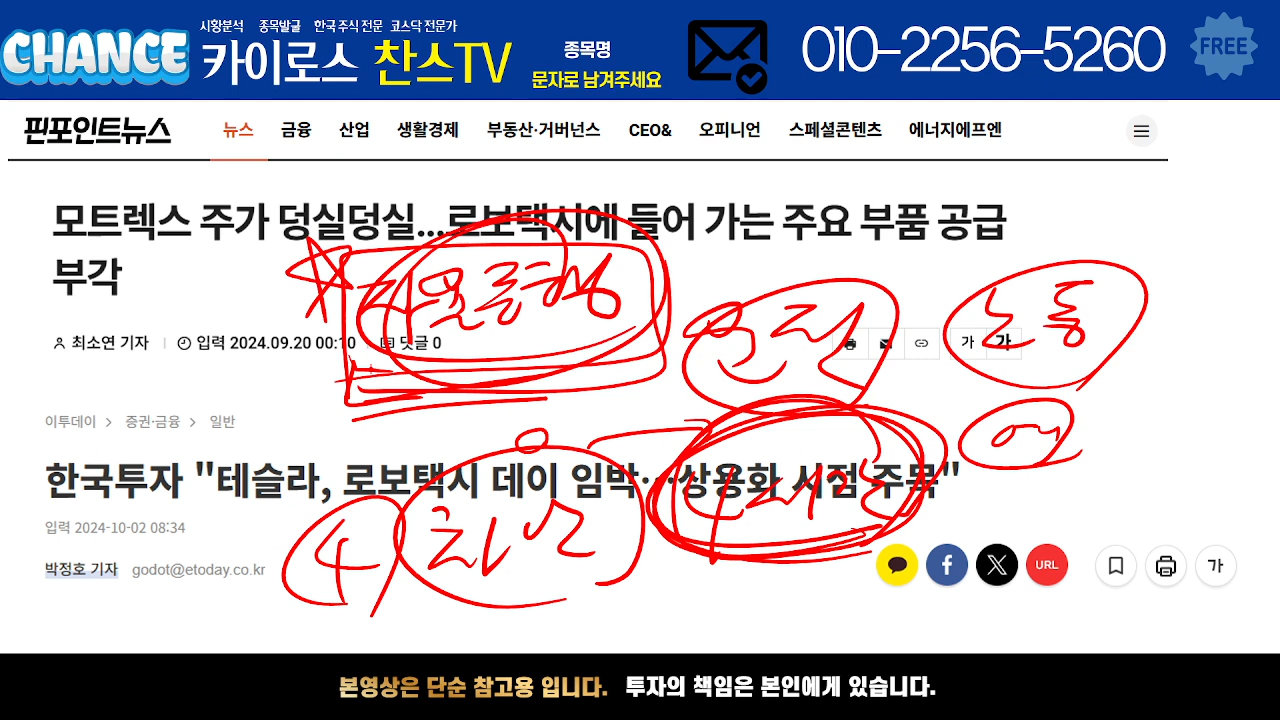 시황분석 종목발굴 한국 주식 전문 코스닥 전문가
CHANCE 카이로스 찬스TV
종목명
문자로 남겨주세요
010-2256-5260
FREE
핀포인트뉴스 뉴스 금융 산업 생활경제 부동산·거버넌스 CEO& 오피니언 스페셜콘텐츠 에너지에프엔
모트렉스 주가 덩실덩실...로보택시에 들어 가는 주요 부품 공급
부각
최소연 기자 입력 2024.09.20 00:10 댓글 0 가 가
이투데이 > 증권·금융 > 일반
한국투자 "테슬라, 로보택시 데이 임박…상용화 시점 주목"
입력 2024-10-02 08:34
박정호 기자 godot@etoday.co.kr
URL 가
본영상은 단순 참고용 입니다. 투자의 책임은 본인에게 있습니다.